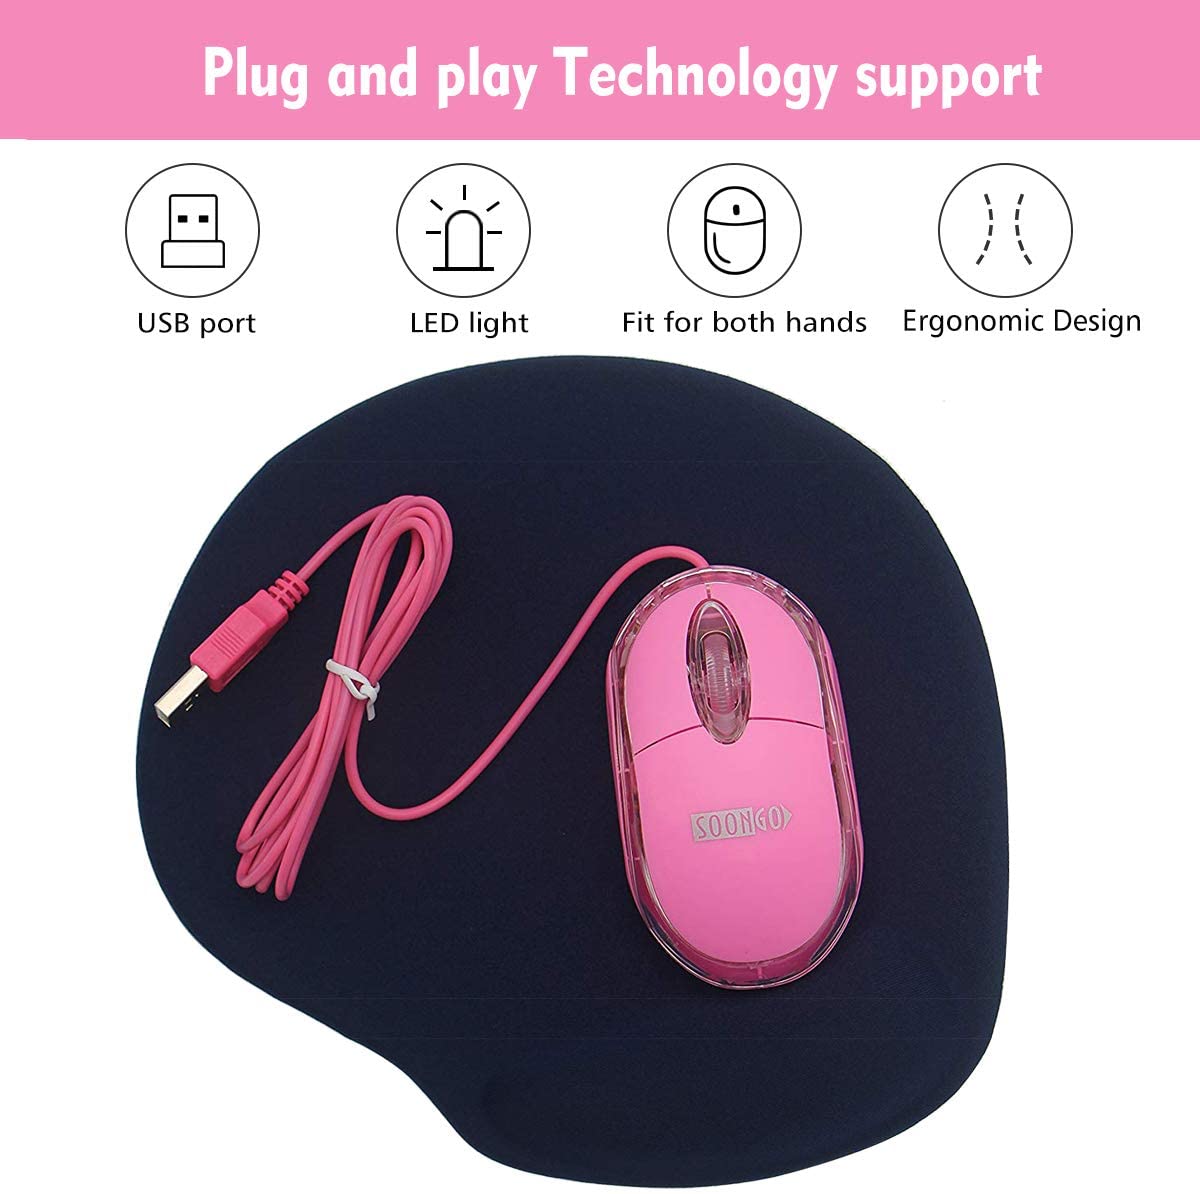 Plug and play Technology support
USB port
LED light
Fit for both hands
Ergonomic Design
SOONGO